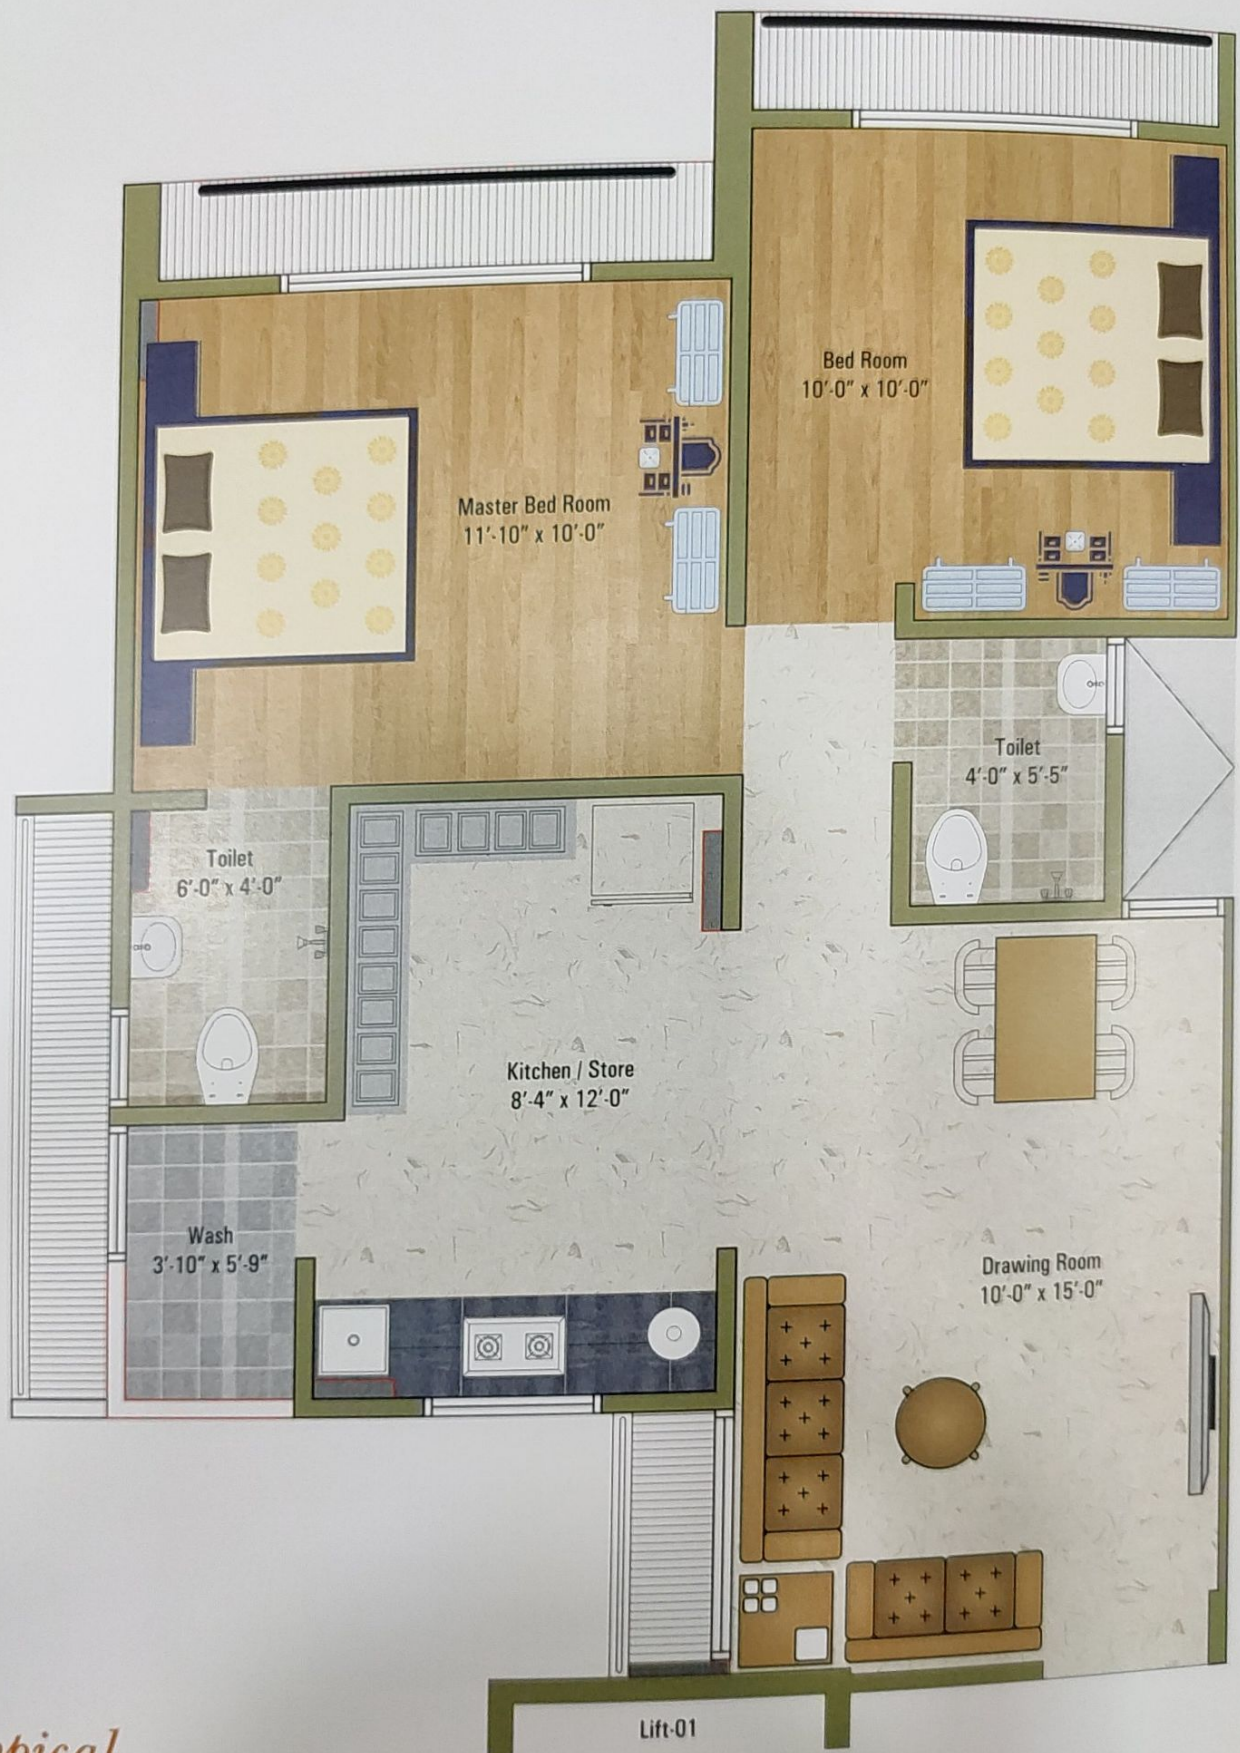 Bed Room
10'-0" x 10'-0"
Master Bed Room
11'-10" x 10'-0"
Toilet
4'-0" x 5'-5"
Toilet
6'-0" x 4'-0"
Kitchen / Store
8'-4" x 12'-0"
Wash
3'-10" x 5'-9"
Drawing Room
10'-0" x 15'-0"
Lift-01